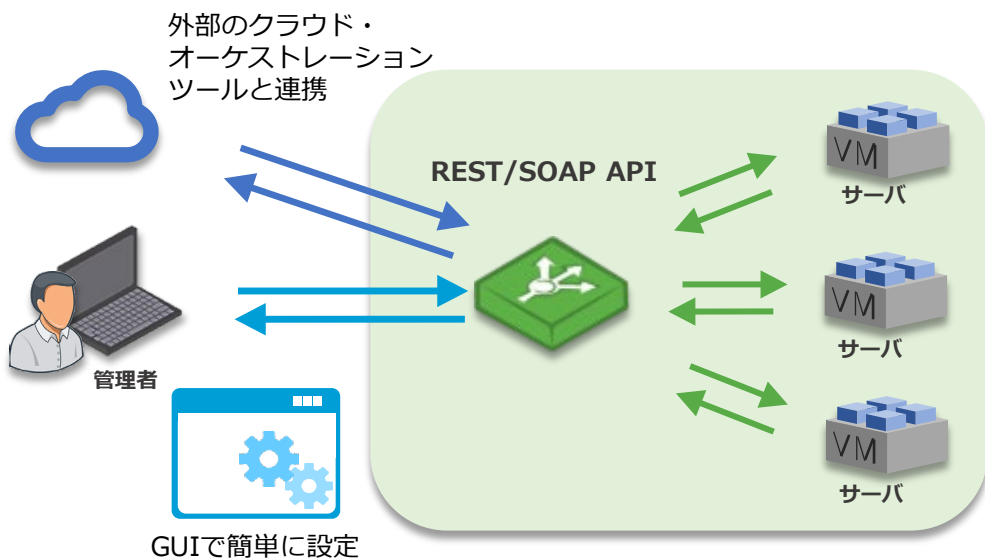 外部のクラウド・
オーケストレーション
ツールと連携
REST/SOAP API
VM
サーバ
管理者
VM
サーバ
VM
サーバ
GUIで簡単に設定